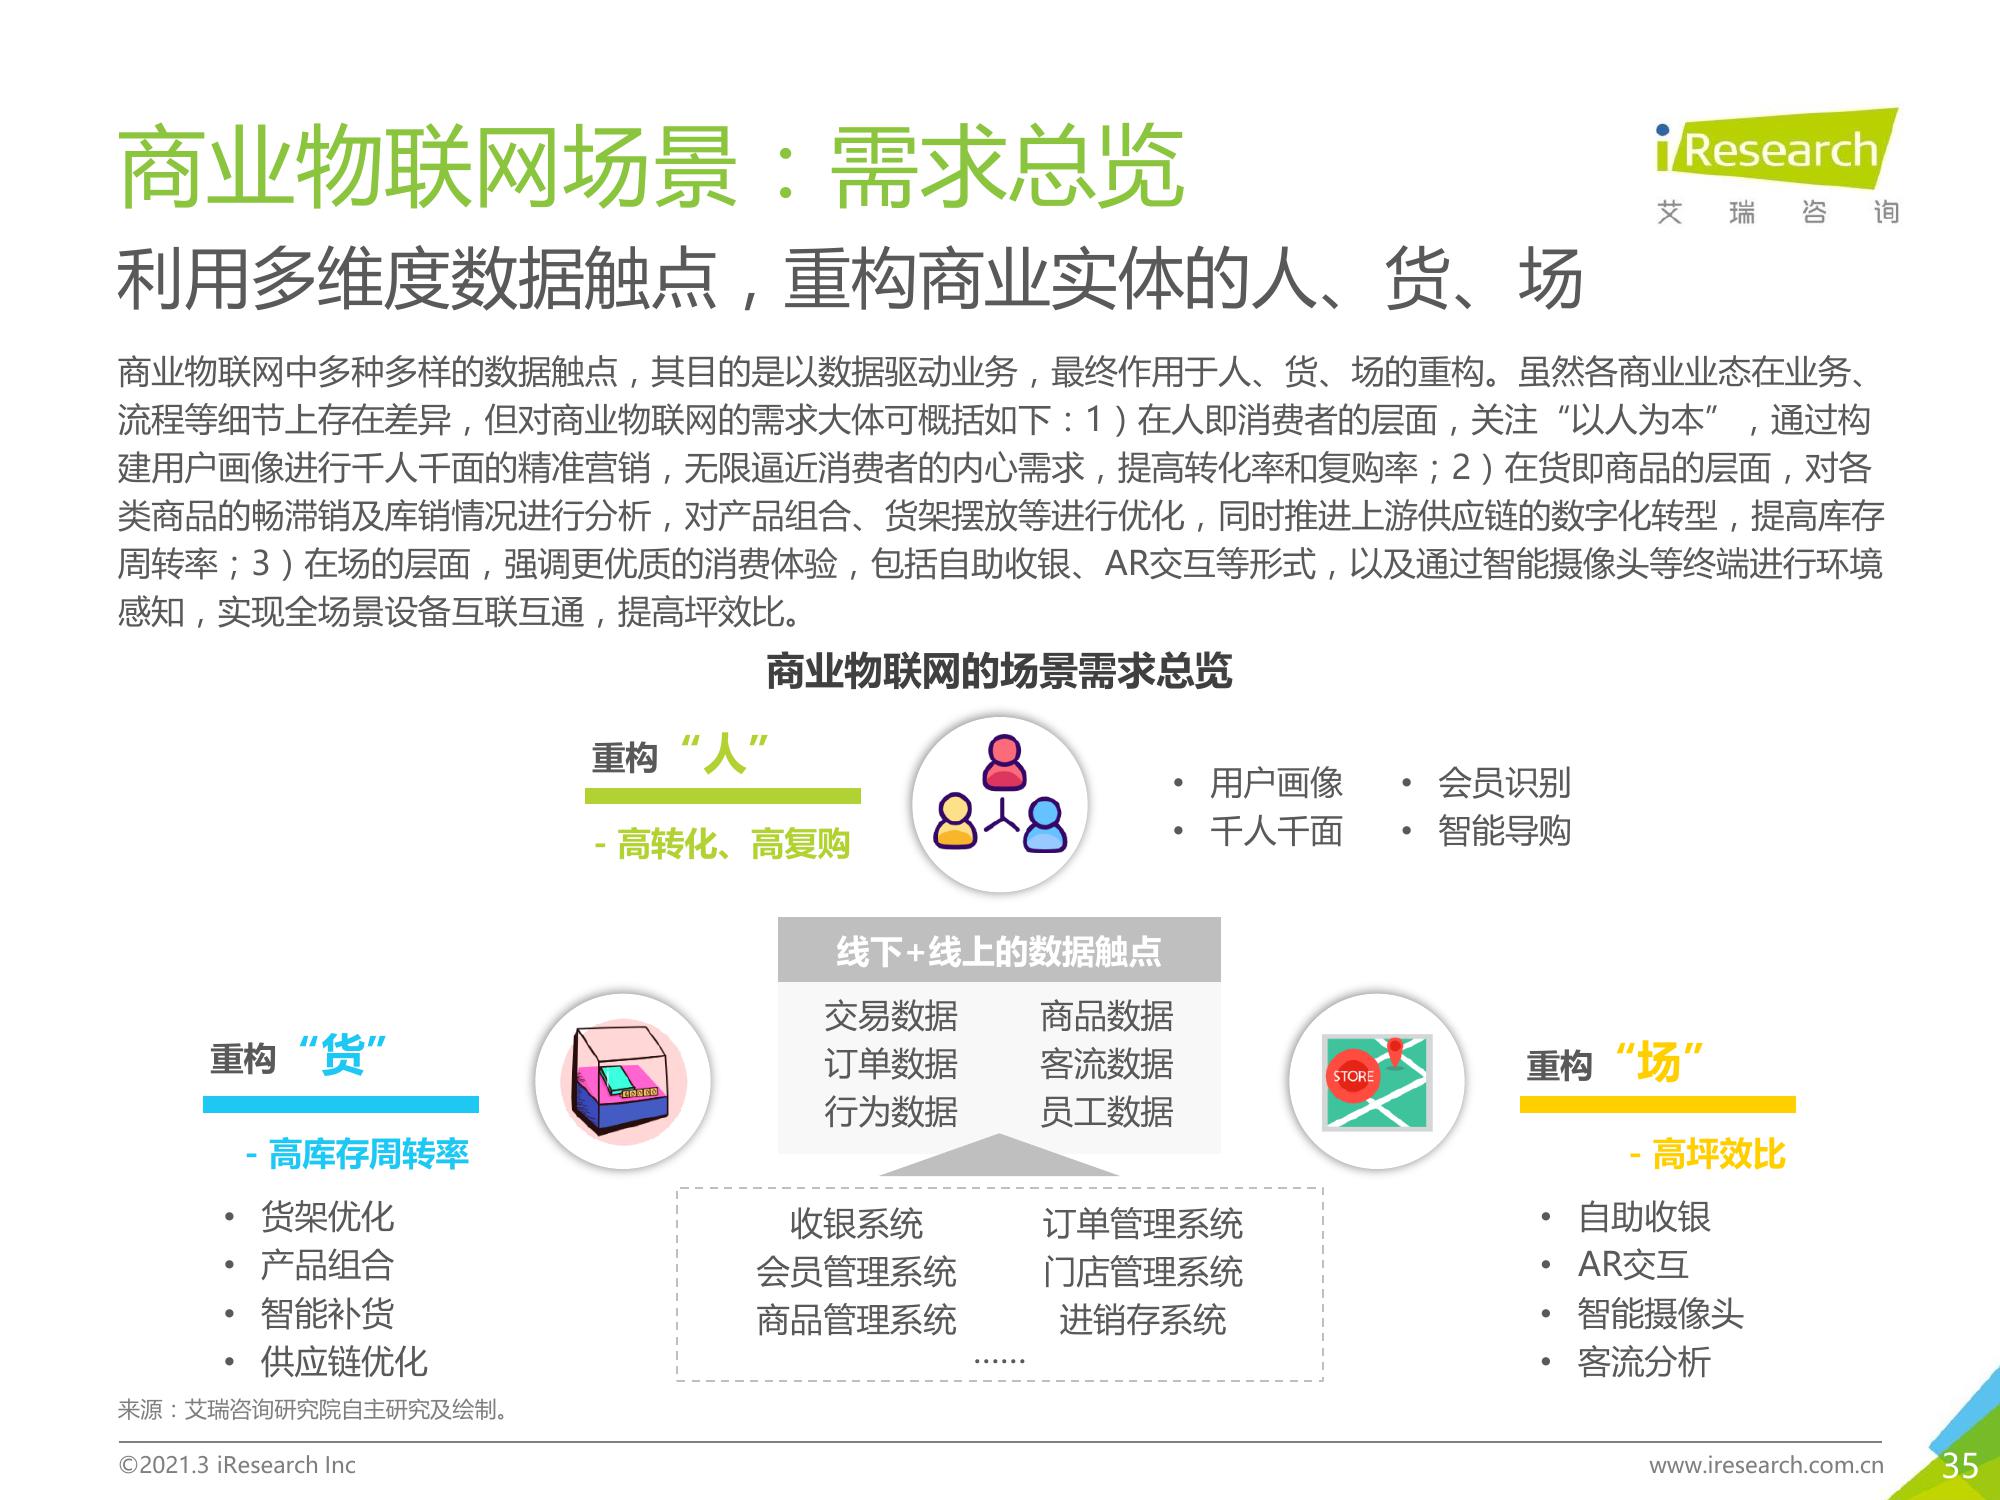 商业物联网场景：需求总览
iResearch
艾瑞咨询
利用多维度数据触点，重构商业实体的人、货、场
商业物联网中多种多样的数据触点，其目的是以数据驱动业务，最终作用于人、货、场的重构。虽然各商业业态在业务、
流程等细节上存在差异，但对商业物联网的需求大体可概括如下：1）在人即消费者的层面，关注“以人为本”，通过构
建用户画像进行千人千面的精准营销，无限逼近消费者的内心需求，提高转化率和复购率；2）在货即商品的层面，对各
类商品的畅滞销及库销情况进行分析，对产品组合、货架摆放等进行优化，同时推进上游供应链的数字化转型，提高库存
周转率；3）在场的层面，强调更优质的消费体验，包括自助收银、AR交互等形式，以及通过智能摄像头等终端进行环境
感知，实现全场景设备互联互通，提高坪效比。
商业物联网的场景需求总览
重构“人”
- 高转化、高复购
• 用户画像
• 千人千面
• 会员识别
• 智能导购
线下+线上的数据触点
交易数据 商品数据
订单数据 客流数据
行为数据 员工数据
重构“货”
- 高库存周转率
• 货架优化
• 产品组合
• 智能补货
• 供应链优化
收银系统 订单管理系统
会员管理系统 门店管理系统
商品管理系统 进销存系统
……
STORE
重构“场”
- 高坪效比
• 自助收银
• AR交互
• 智能摄像头
• 客流分析
来源：艾瑞咨询研究院自主研究及绘制。
©2021.3 iResearch Inc
www.iresearch.com.cn
35